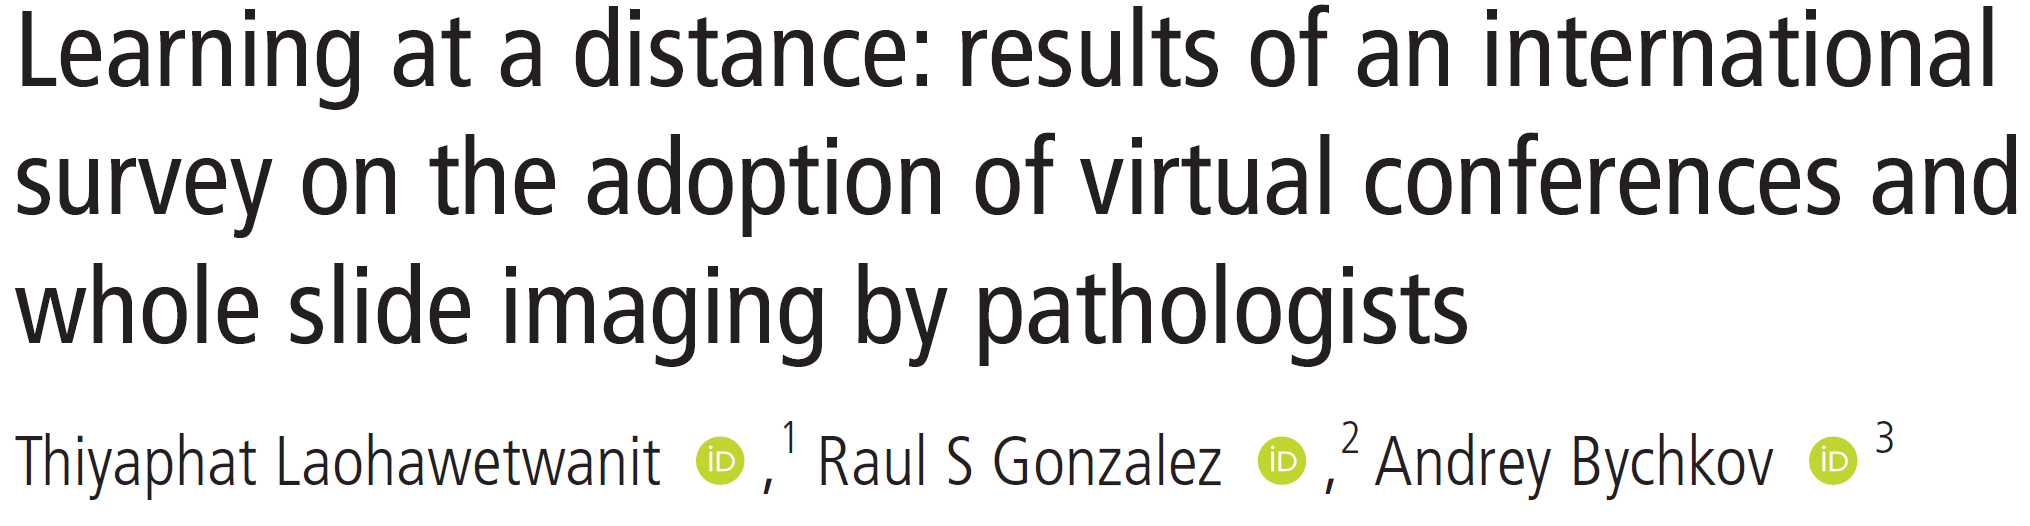 Learning at a distance: results of an international
survey on the adoption of virtual conferences and
whole slide imaging by pathologists
Thiyaphat Laohawetwanit iD ,1 Raul S Gonzalez iD ,2 Andrey Bychkov iD 3